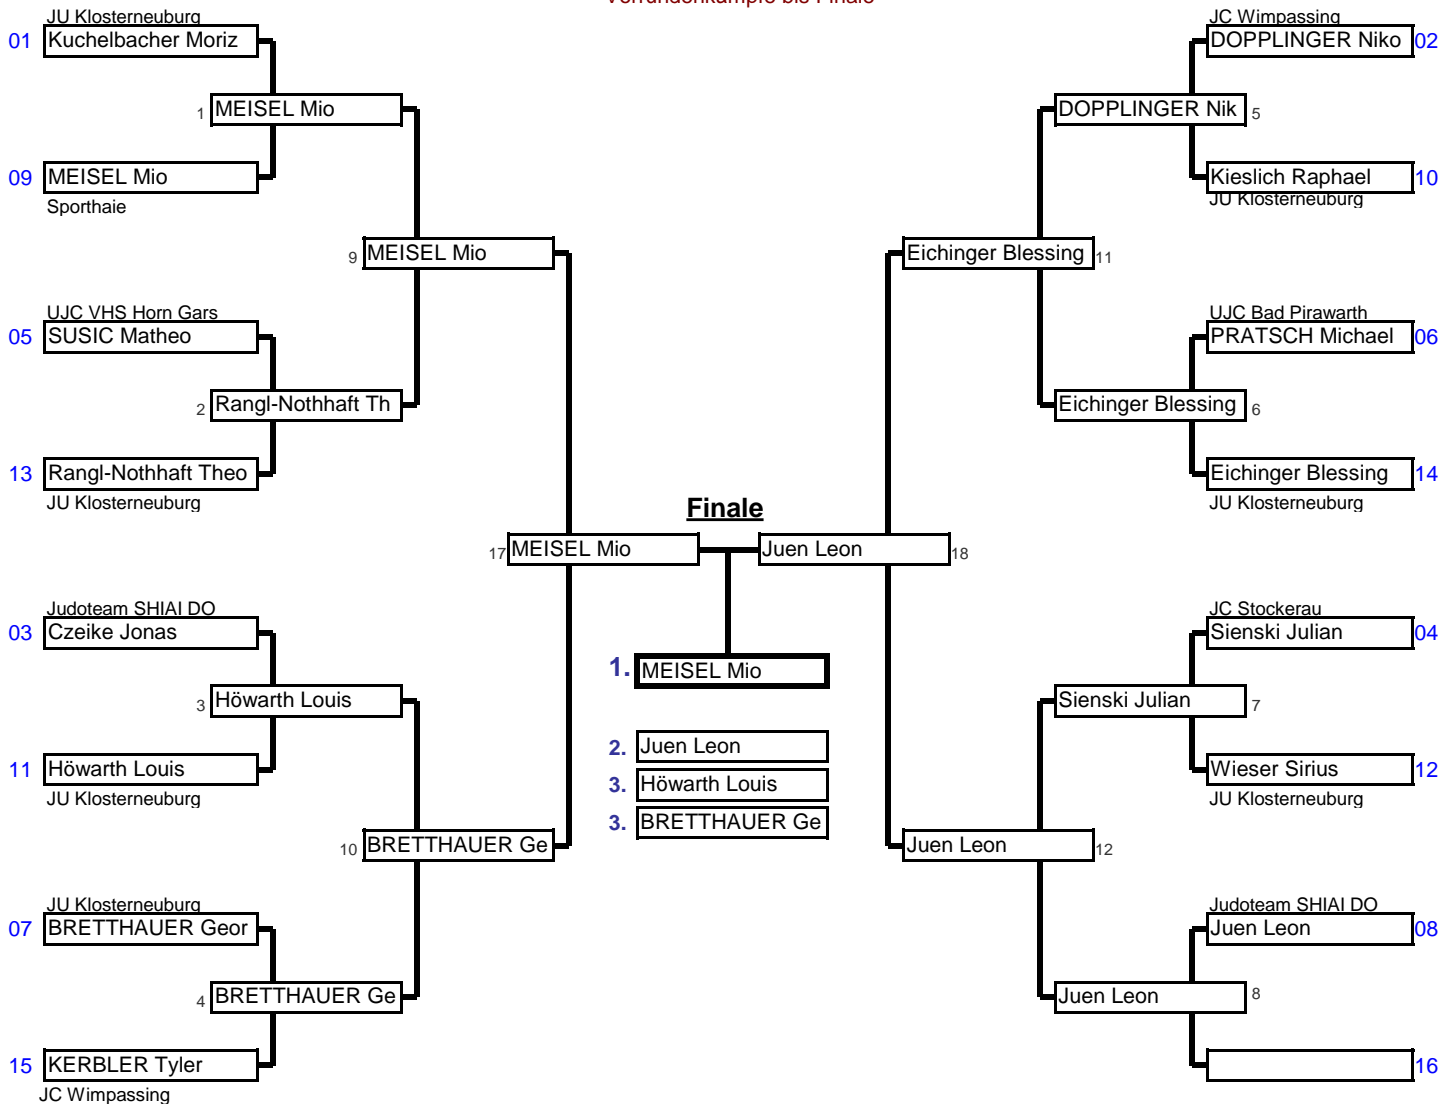 Vorrundenkämpfe bis Finale
JU Klosterneuburg
01 Kuchelbacher Moriz
1 MEISEL Mio
09 MEISEL Mio
Sporthaie
9 MEISEL Mio
UJC VHS Horn Gars
05 SUSIC Matheo
2 Rangl-Nothhaft Th
13 Rangl-Nothhaft Theo
JU Klosterneuburg
17 MEISEL Mio
Judoteam SHIAI DO
03 Czeike Jonas
3 Höwarth Louis
11 Höwarth Louis
JU Klosterneuburg
10 BRETTHAUER Ge
JU Klosterneuburg
07 BRETTHAUER Geor
4 BRETTHAUER Ge
15 KERBLER Tyler
JC Wimpassing
Finale
1. MEISEL Mio
2. Juen Leon
3. Höwarth Louis
3. BRETTHAUER Ge
JC Wimpassing
DOPPLINGER Niko 02
DOPPLINGER Nik 5
Kieslich Raphael 10
JU Klosterneuburg
Eichinger Blessing 11
UJC Bad Pirawarth
PRATSCH Michael 06
Eichinger Blessing 6
Eichinger Blessing 14
JU Klosterneuburg
Juen Leon 18
JC Stockerau
Sienski Julian 04
Sienski Julian 7
Wieser Sirius 12
JU Klosterneuburg
Juen Leon 12
Judoteam SHIAI DO
Juen Leon 08
Juen Leon 8
16